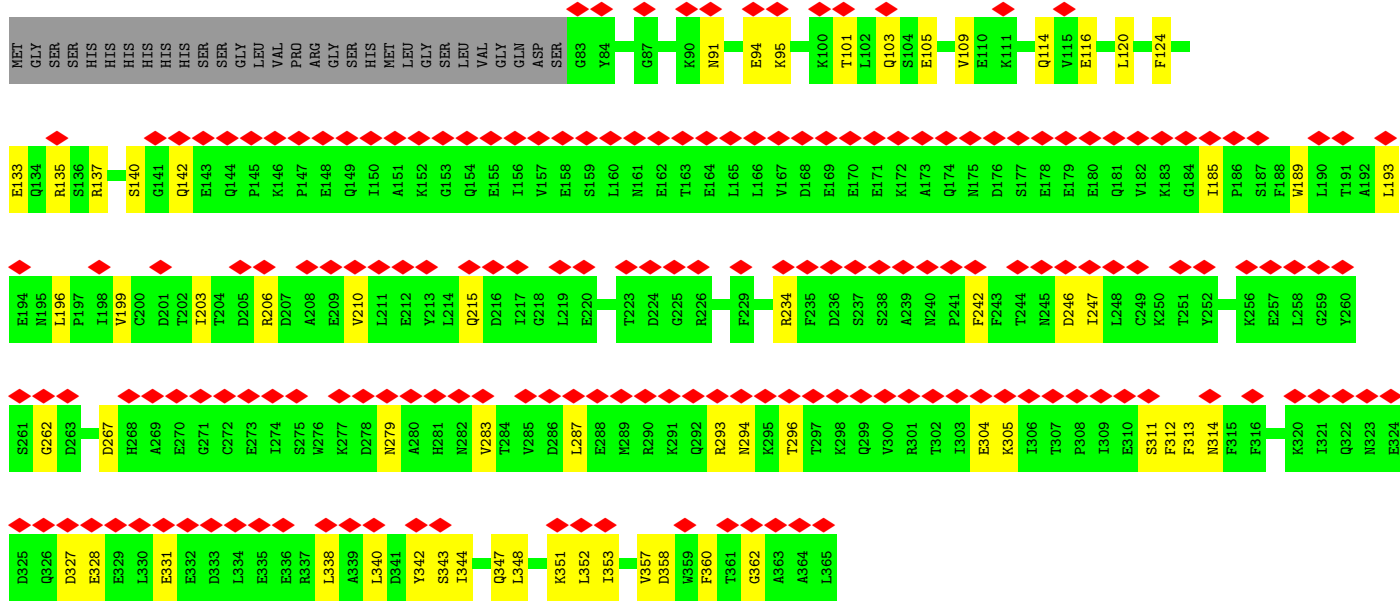 MET GLY SER SER HIS HIS HIS HIS HIS HIS SER SER GLY LEU VAL PRO ARG GLY SER HIS MET LEU GLY SER LEU VAL GLY GLN ASP SER G83 Y84 G87 K90 N91 E94 K95 K100 T101 L102 Q103 S104 E105 V109 E110 K111 Q114 V115 E116 L120 F124
E133 Q134 R135 S136 R137 S140 G141 Q142 E143 Q144 P145 K146 P147 E148 Q149 I150 A151 K152 G153 Q154 E155 I156 V157 E158 S159 L160 N161 E162 T163 E164 L165 L166 V167 D168 E169 E170 E171 K172 A173 Q174 N175 D176 S177 E178 E179 E180 Q181 V182 K183 G184 I185 P186 S187 F188 W189 L190 T191 A192 L193
E194 N195 L196 P197 I198 V199 C200 D201 T202 I203 T204 D205 R206 D207 A208 E209 V210 L211 E212 Y213 L214 Q215 D216 I217 G218 L219 E220 T223 D224 G225 R226 F229 R234 F235 D236 S237 S238 A239 N240 P241 F242 F243 T244 N245 D246 I247 L248 C249 K250 T251 Y252 K256 E257 L258 G259 Y260
S261 G262 D263 D267 H268 A269 E270 G271 C272 E273 I274 S275 W276 K277 D278 N279 A280 H281 N282 V283 T284 V285 D286 L287 E288 M289 R290 K291 Q292 R293 N294 K295 T296 T297 K298 Q299 V300 R301 T302 I303 E304 K305 I306 T307 P308 I309 E310 S311 F312 F313 N314 F315 F316 K320 I321 Q322 N323 E324
D325 Q326 D327 E328 E329 L330 E331 E332 D333 L334 E335 E336 R337 L338 A339 L340 D341 Y342 S343 I344 Q347 L348 K351 L352 I353 V357 D358 W359 F360 T361 G362 A363 A364 L365